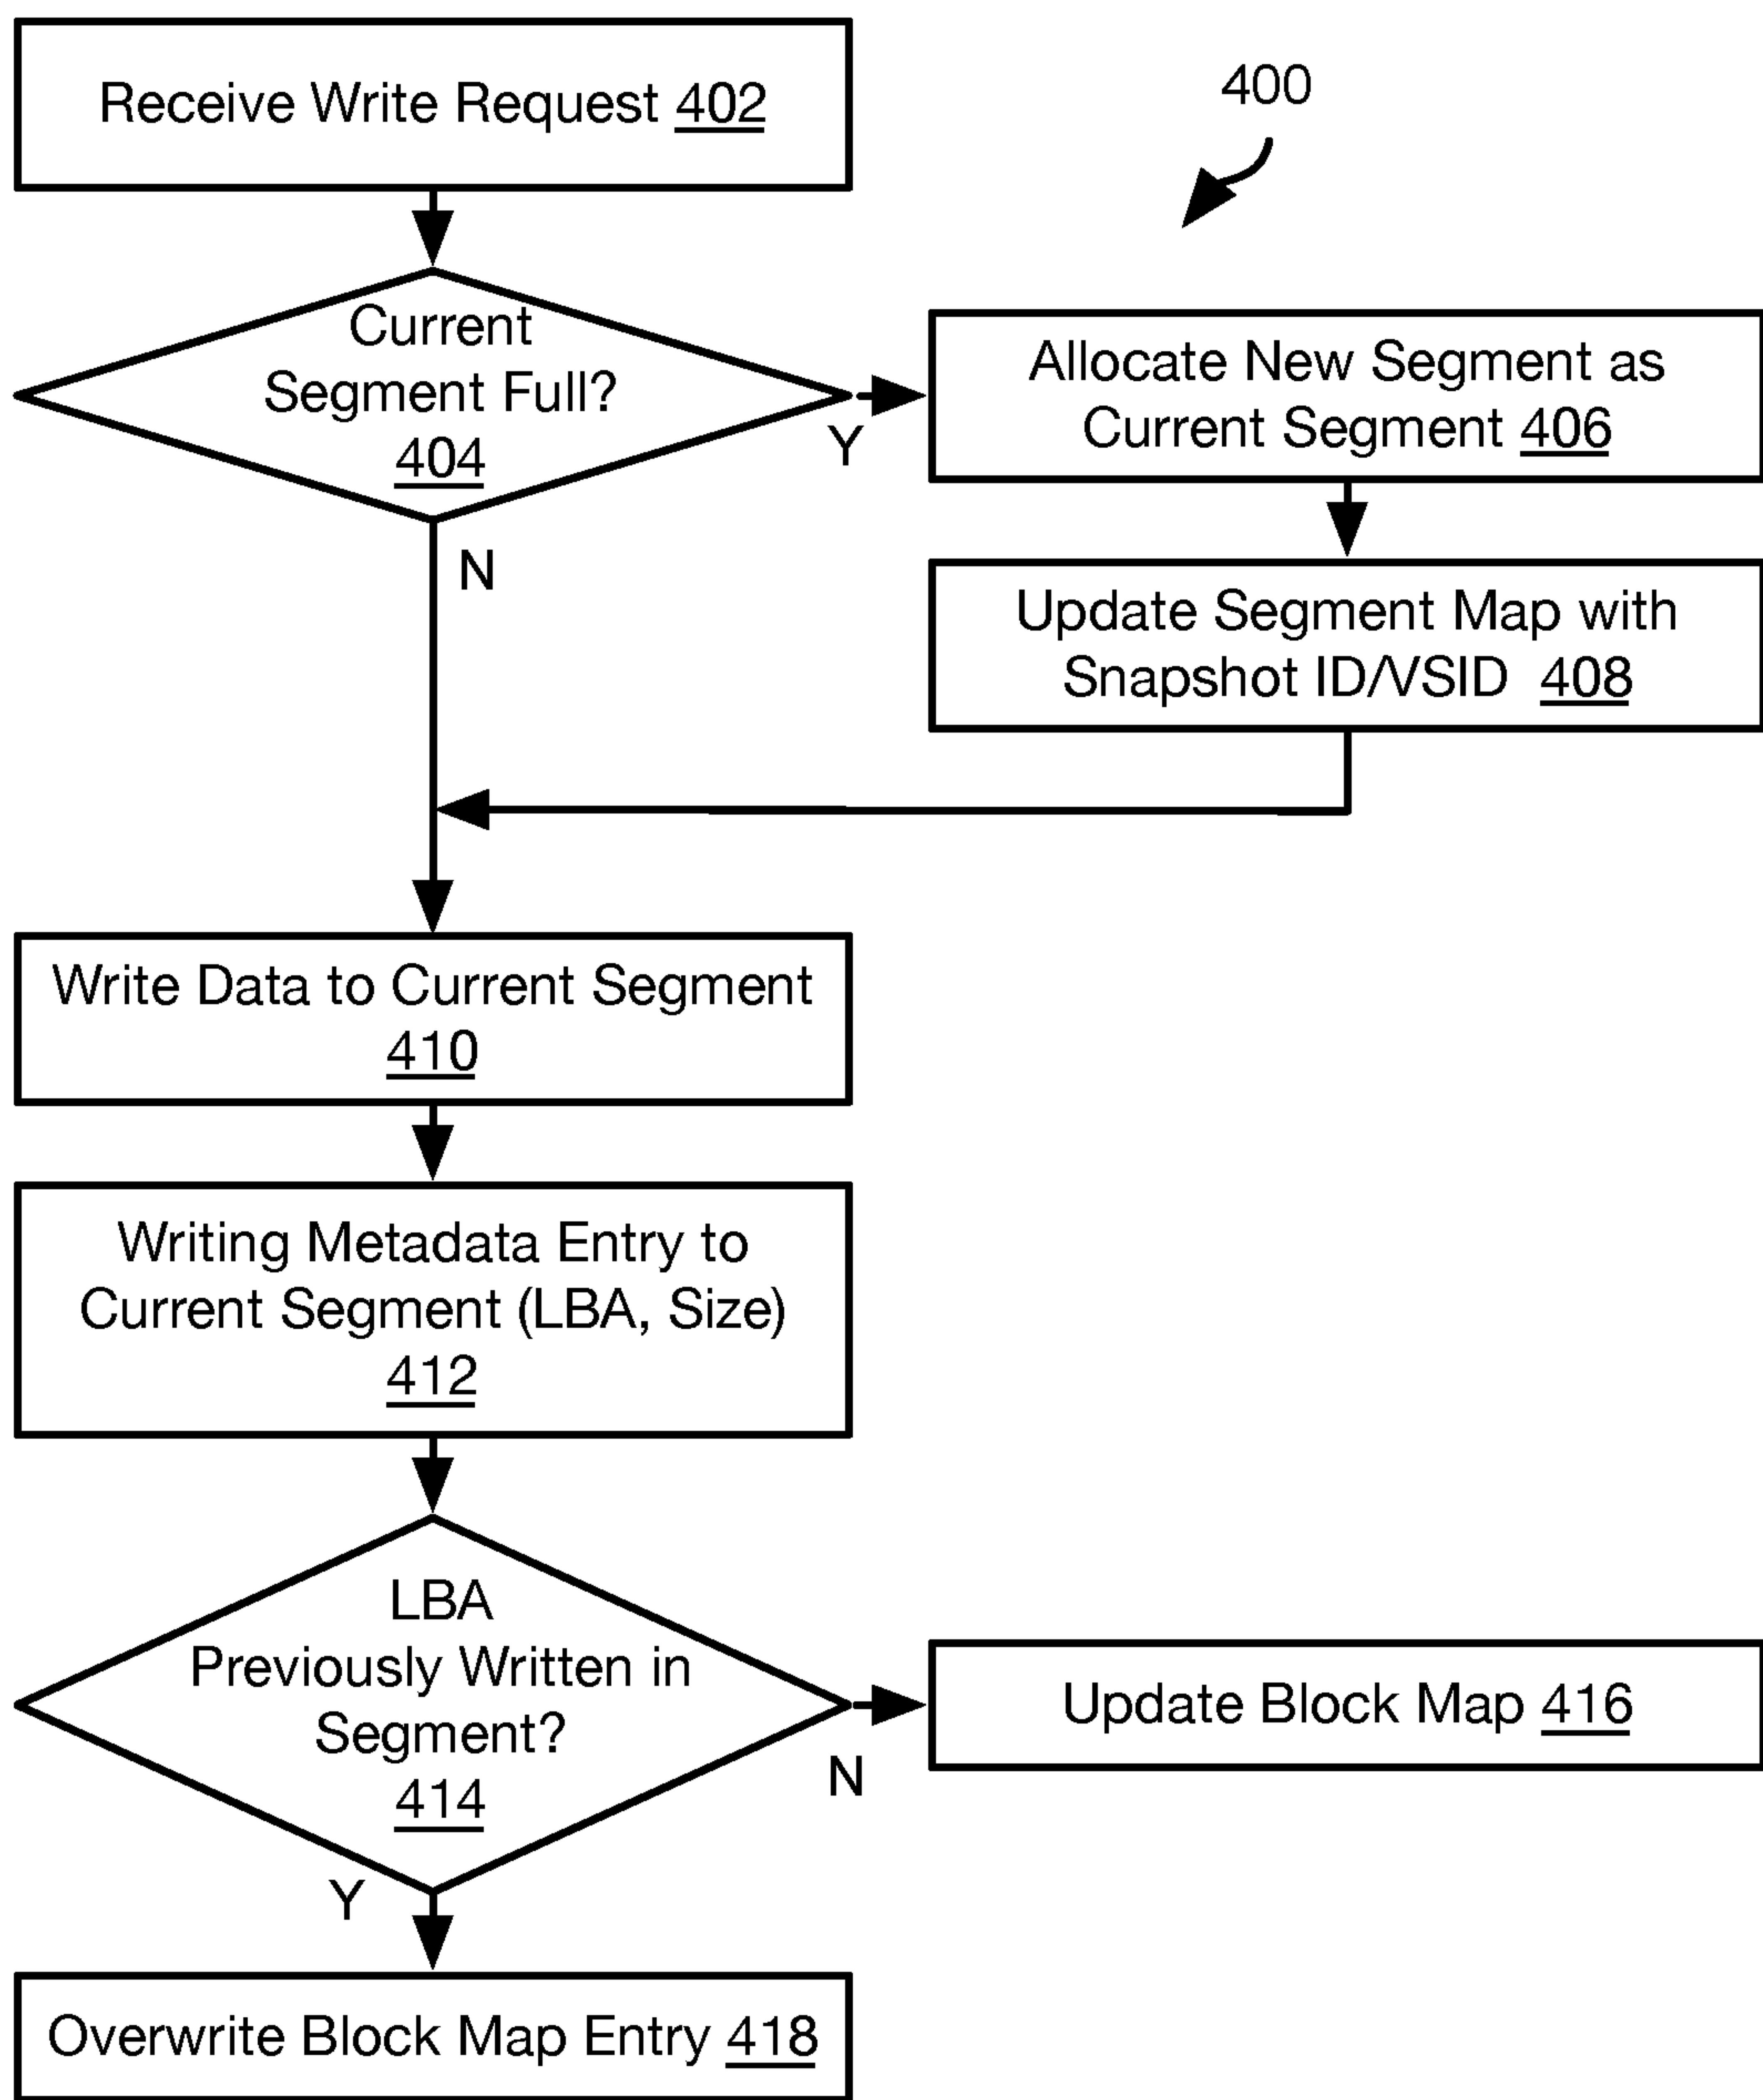 Receive Write Request 402
400
Current
Segment Full?
404
Y
N
Allocate New Segment as
Current Segment 406
Update Segment Map with
Snapshot ID/VSID 408
Write Data to Current Segment
410
Writing Metadata Entry to
Current Segment (LBA, Size)
412
LBA
Previously Written in
Segment?
414
N
Y
Update Block Map 416
Overwrite Block Map Entry 418